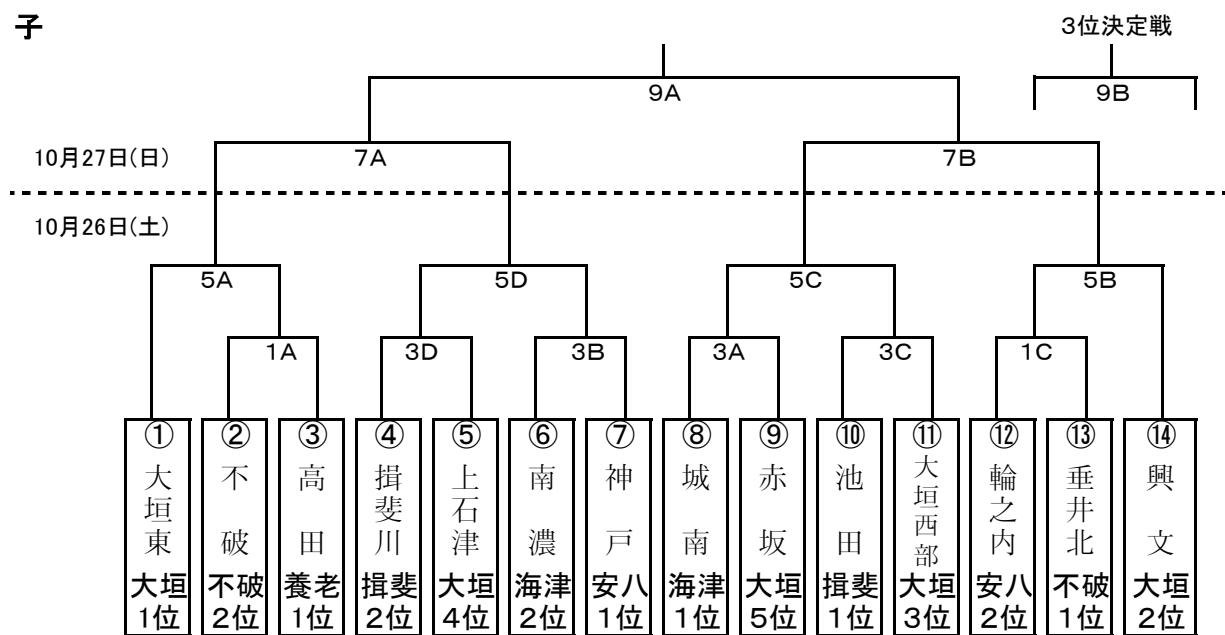 子
3位決定戦
9A
9B
10月27日(日)
7A
7B
10月26日(土)
5A
5D
5C
5B
1A
3D
3B
3A
3C
1C
① 大垣東 大垣 1位
② 不破 不破 2位
③ 高田 養老 1位
④ 揖斐川 揖斐 2位
⑤ 上石津 大垣 4位
⑥ 南濃 海津 2位
⑦ 神戸 安八 1位
⑧ 城南 海津 1位
⑨ 赤坂 大垣 5位
⑩ 池田 揖斐 1位
⑪ 大垣西部 大垣 3位
⑫ 輪之内 安八 2位
⑬ 垂井北 不破 1位
⑭ 興文 大垣 2位